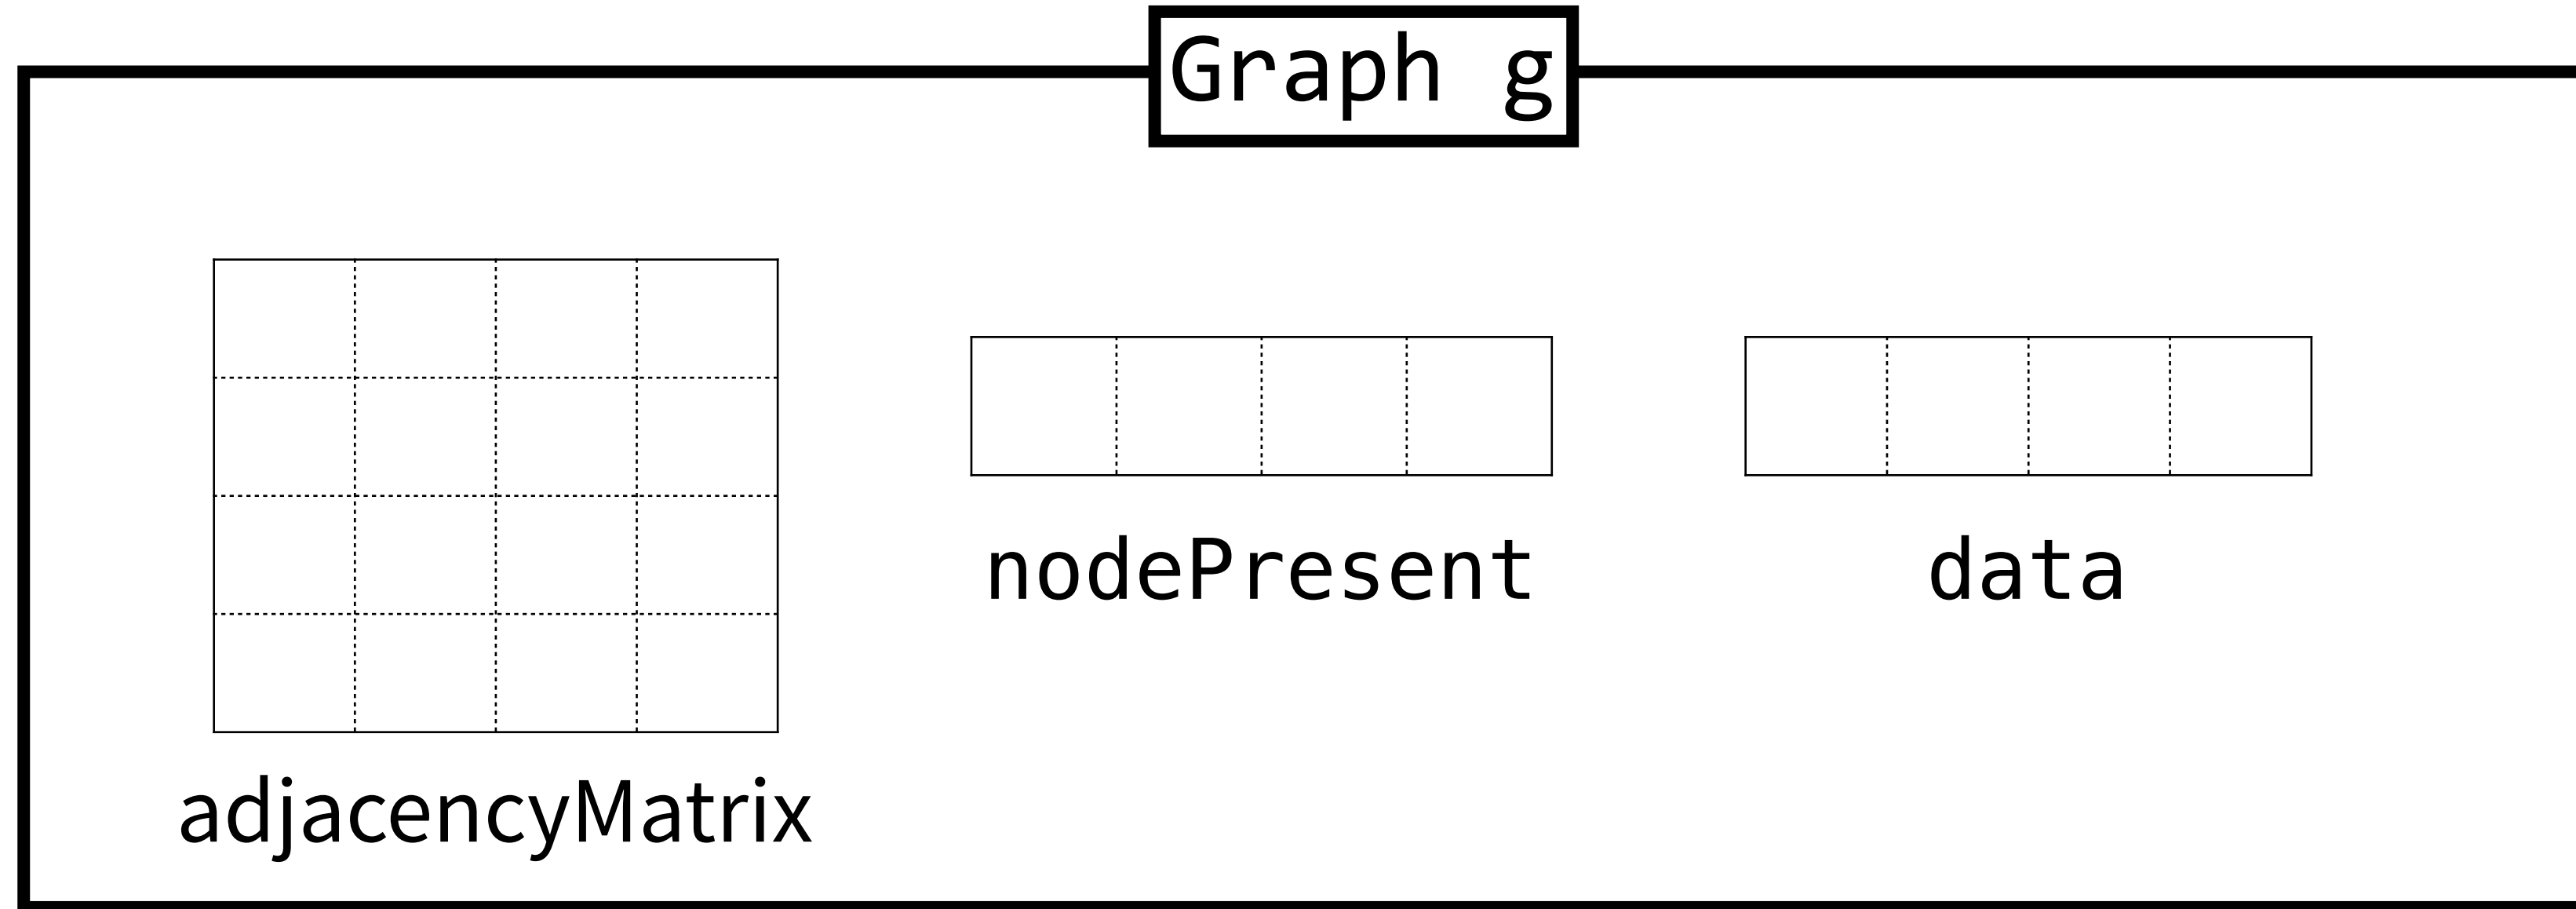 Graph g
nodePresent
data
adjacencyMatrix